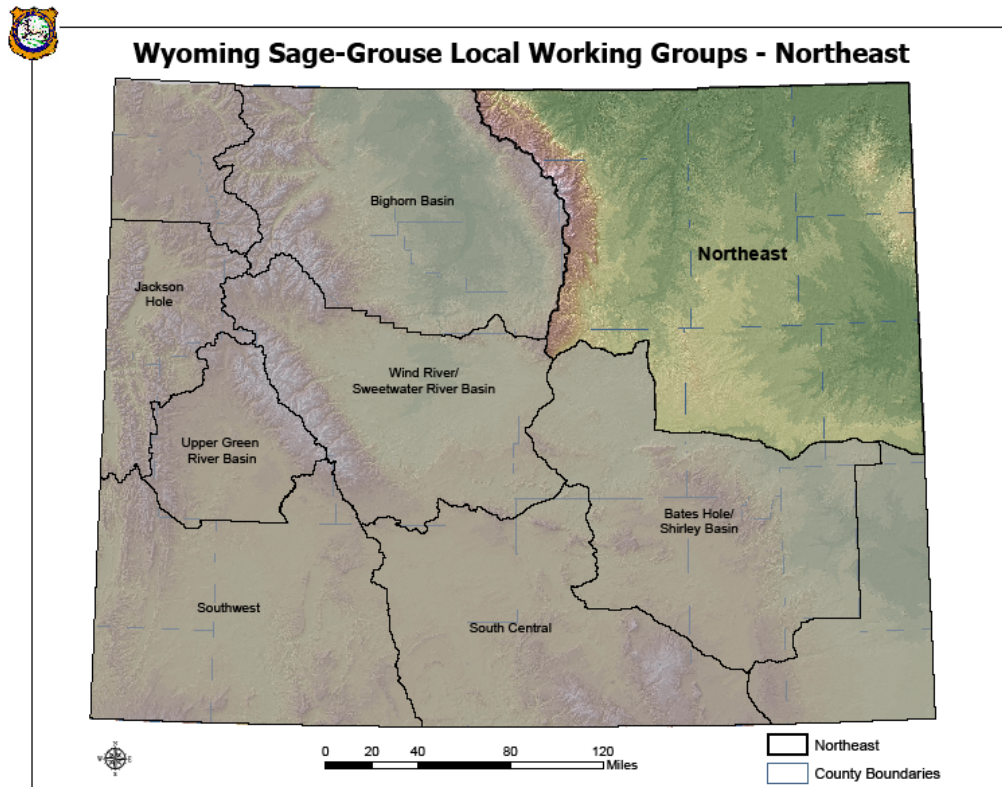 Wyoming Sage-Grouse Local Working Groups - Northeast
Bighorn Basin
Northeast
Jackson
Hole
Wind River/
Sweetwater River Basin
Upper Green
River Basin
Bates Hole/
Shirley Basin
Southwest
South Central
N
W
E
S
0 20 40 80 120
Miles
Northeast
County Boundaries